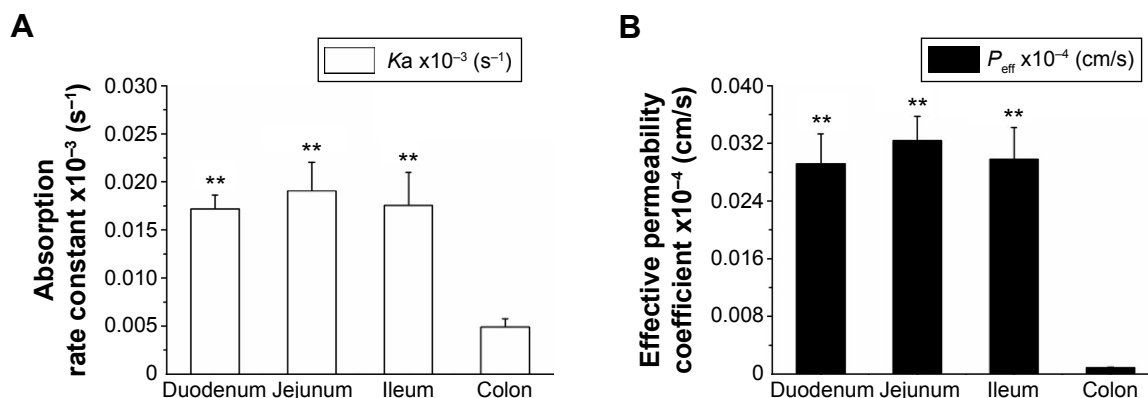 A
Ka x10⁻³ (s⁻¹)
Absorption
rate constant x10⁻³ (s⁻¹)
0.030
0.025
0.020
0.015
0.010
0.005
0
**
**
**
Duodenum Jejunum Ileum Colon
B
Peff x10⁻⁴ (cm/s)
Effective permeability
coefficient x10⁻⁴ (cm/s)
0.040
0.032
0.024
0.016
0.008
0
**
**
**
Duodenum Jejunum Ileum Colon